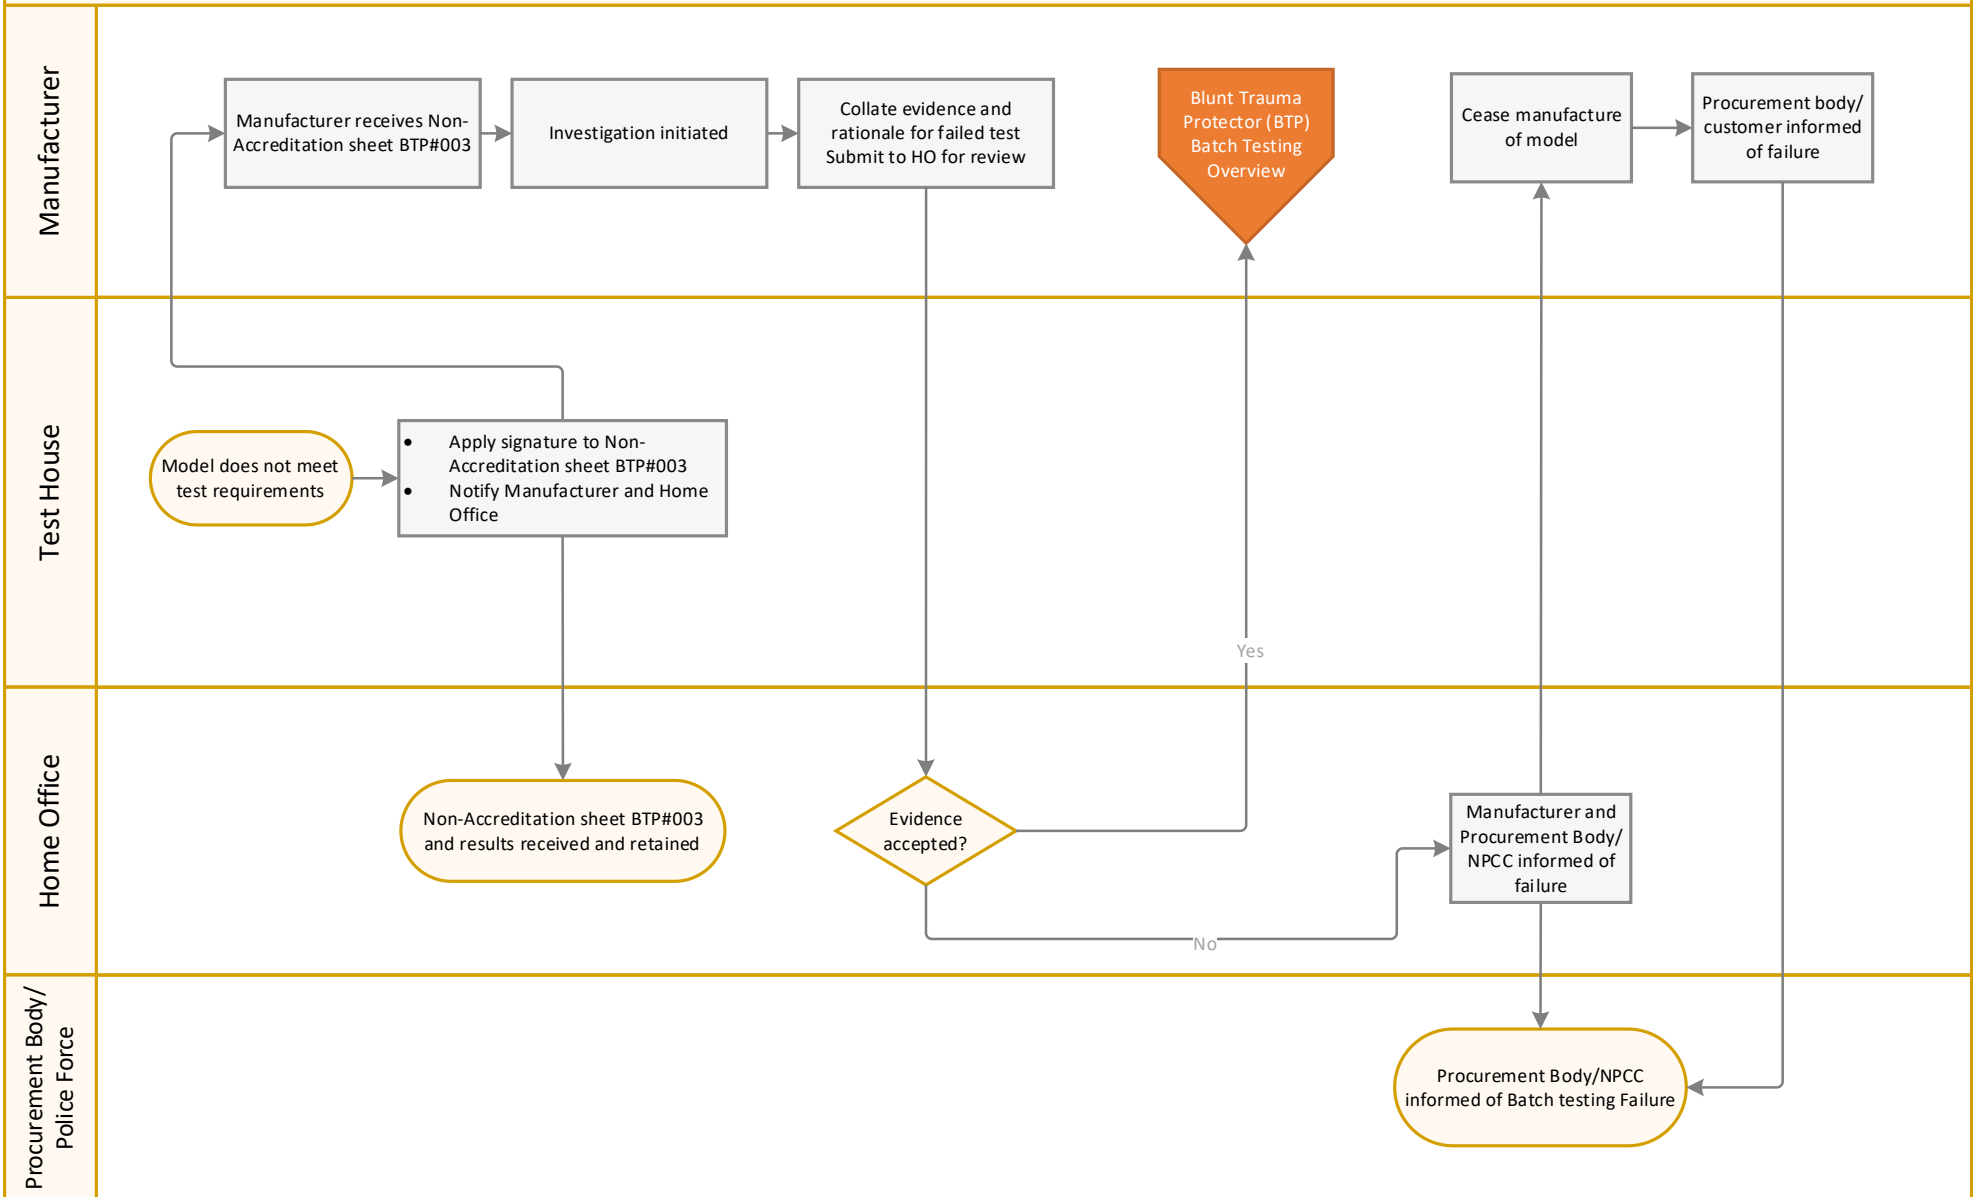 Manufacturer
Manufacturer receives Non-
Accreditation sheet BTP#003
Investigation initiated
Collate evidence and
rationale for failed test
Submit to HO for review
Blunt Trauma
Protector (BTP)
Batch Testing
Overview
Cease manufacture
of model
Procurement body/
customer informed
of failure
Test House
Model does not meet
test requirements
• Apply signature to Non-
Accreditation sheet BTP#003
• Notify Manufacturer and Home
Office
Yes
Home Office
Non-Accreditation sheet BTP#003
and results received and retained
Evidence
accepted?
No
Manufacturer and
Procurement Body/
NPCC informed of
failure
Procurement Body/
Police Force
Procurement Body/NPCC
informed of Batch testing Failure